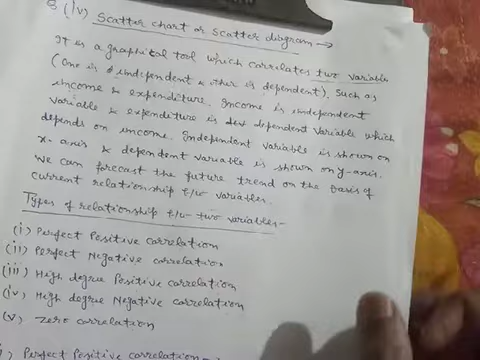 8(iv) Scatter chart or Scatter diagram →
It is a graphical tool which correlates two variable
(one is independent & other is dependent). Such as
income & expenditure. Income is independent
variable & expenditure is dependent variable which
depends on income. Independent variable is shown on
x-axis & dependent variable is shown on y-axis.
We can forecast the future trend on the basis of
current relationship b/w variables.
Types of relationship b/w two variables-
(i) Perfect Positive correlation
(ii) Perfect Negative correlation
(iii) High degree Positive correlation
(iv) High degree Negative correlation
(v) Zero correlation
Perfect Positive correlation